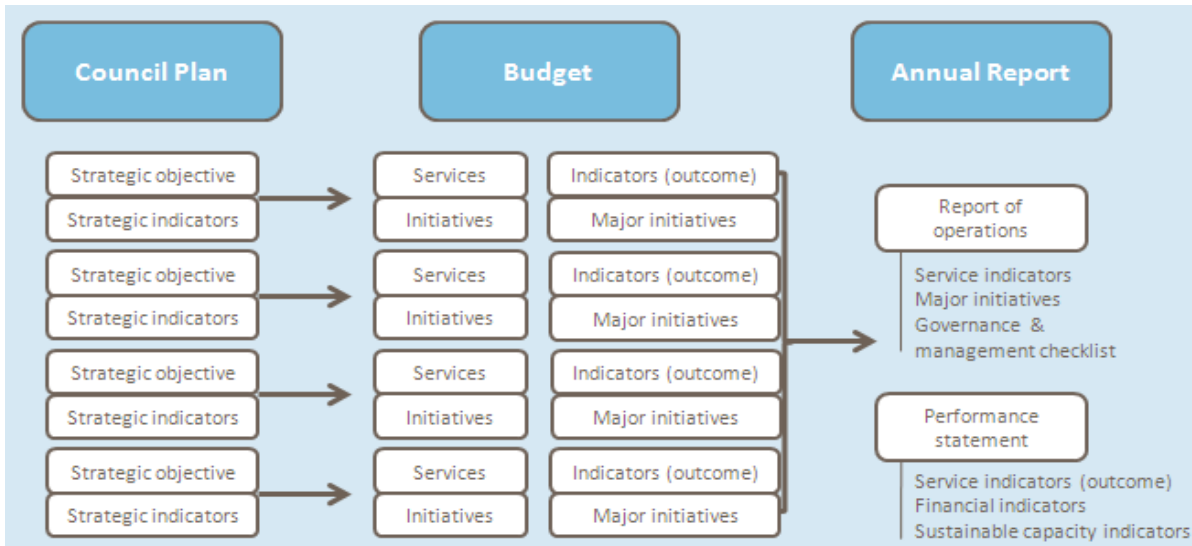 Council Plan
Budget
Annual Report
Strategic objective
Strategic indicators
Services
Initiatives
Indicators (outcome)
Major initiatives
Strategic objective
Strategic indicators
Services
Initiatives
Indicators (outcome)
Major initiatives
Strategic objective
Strategic indicators
Services
Initiatives
Indicators (outcome)
Major initiatives
Strategic objective
Strategic indicators
Services
Initiatives
Indicators (outcome)
Major initiatives
Report of
operations
Service indicators
Major initiatives
Governance &
management checklist
Performance
statement
Service indicators (outcome)
Financial indicators
Sustainable capacity indicators